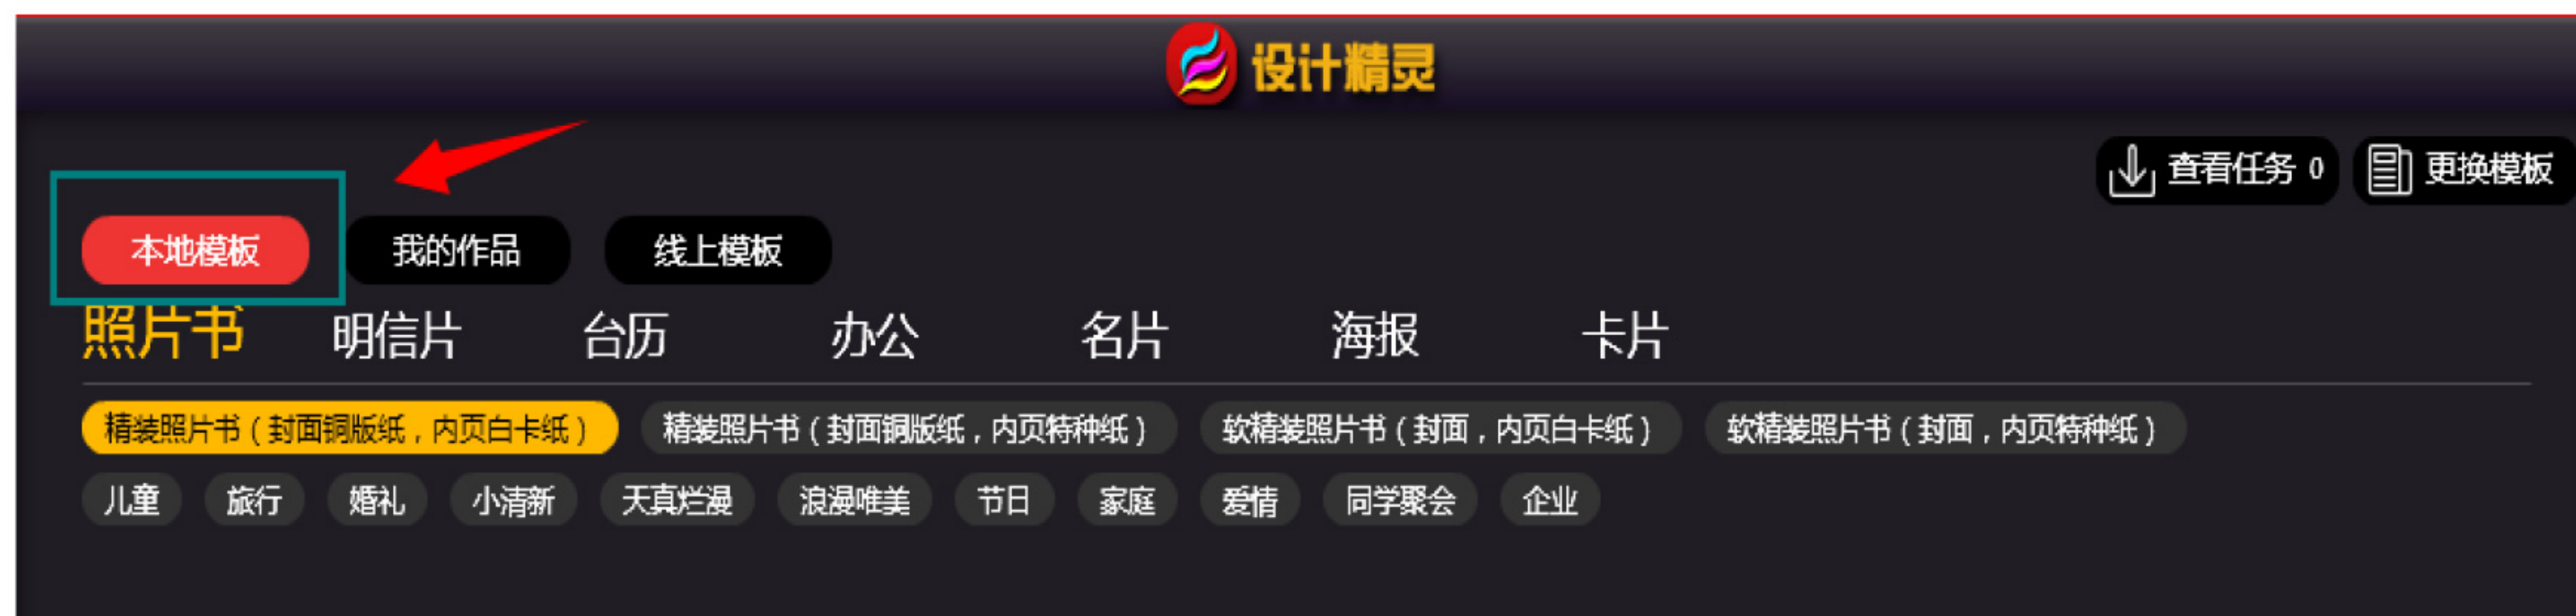 设计精灵
查看任务 0 更换模板
本地模板 我的作品 线上模板
照片书 明信片 台历 办公 名片 海报 卡片
精装照片书（封面铜版纸，内页白卡纸） 精装照片书（封面铜版纸，内页特种纸） 软精装照片书（封面，内页白卡纸） 软精装照片书（封面，内页特种纸）
儿童 旅行 婚礼 小清新 天真烂漫 浪漫唯美 节日 家庭 爱情 同学聚会 企业